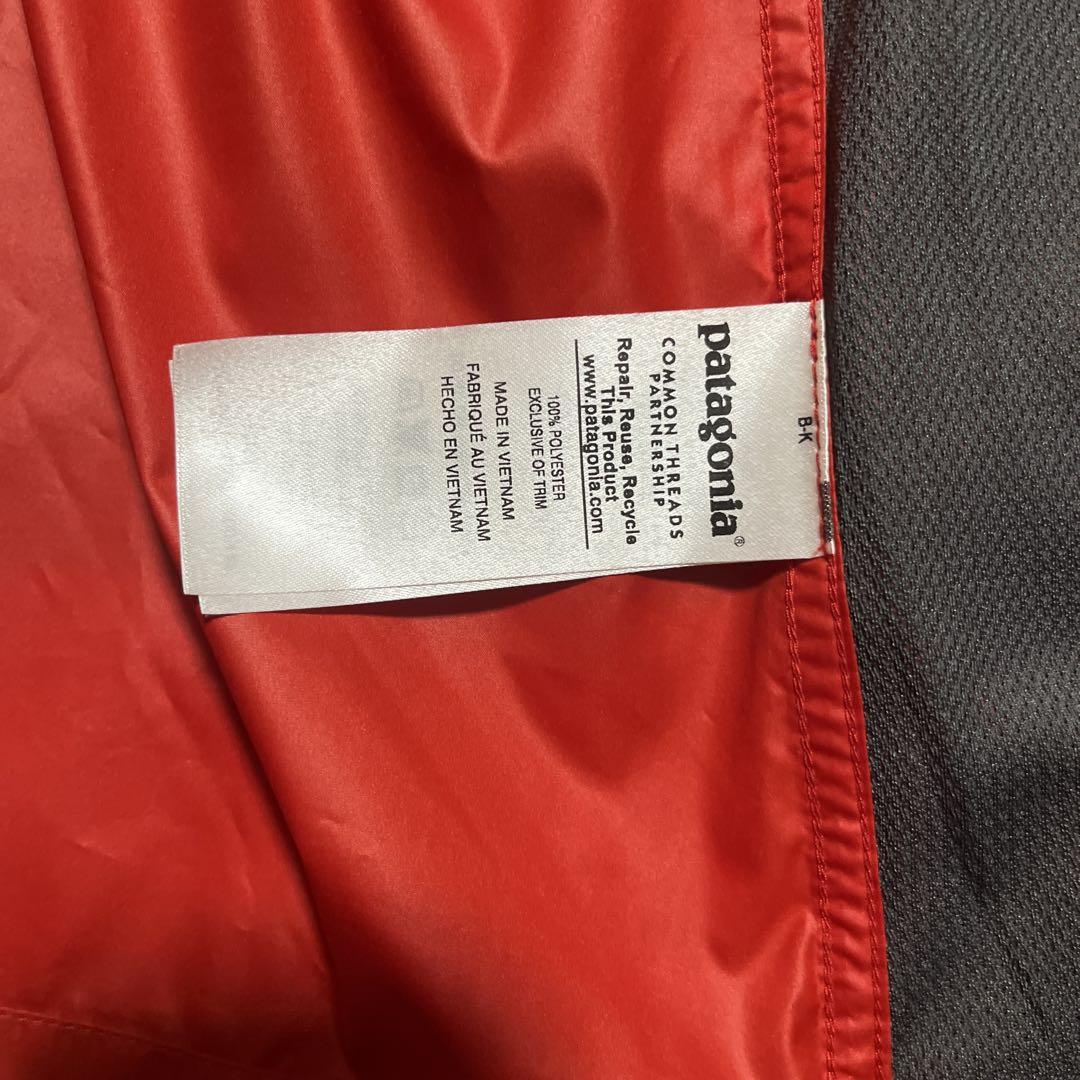 B-K
patagonia®
COMMON THREADS
PARTNERSHIP
Repair, Reuse, Recycle
This Product
www.patagonia.com
100% POLYESTER
EXCLUSIVE OF TRIM
MADE IN VIETNAM
FABRIQUÉ AU VIETNAM
HECHO EN VIETNAM